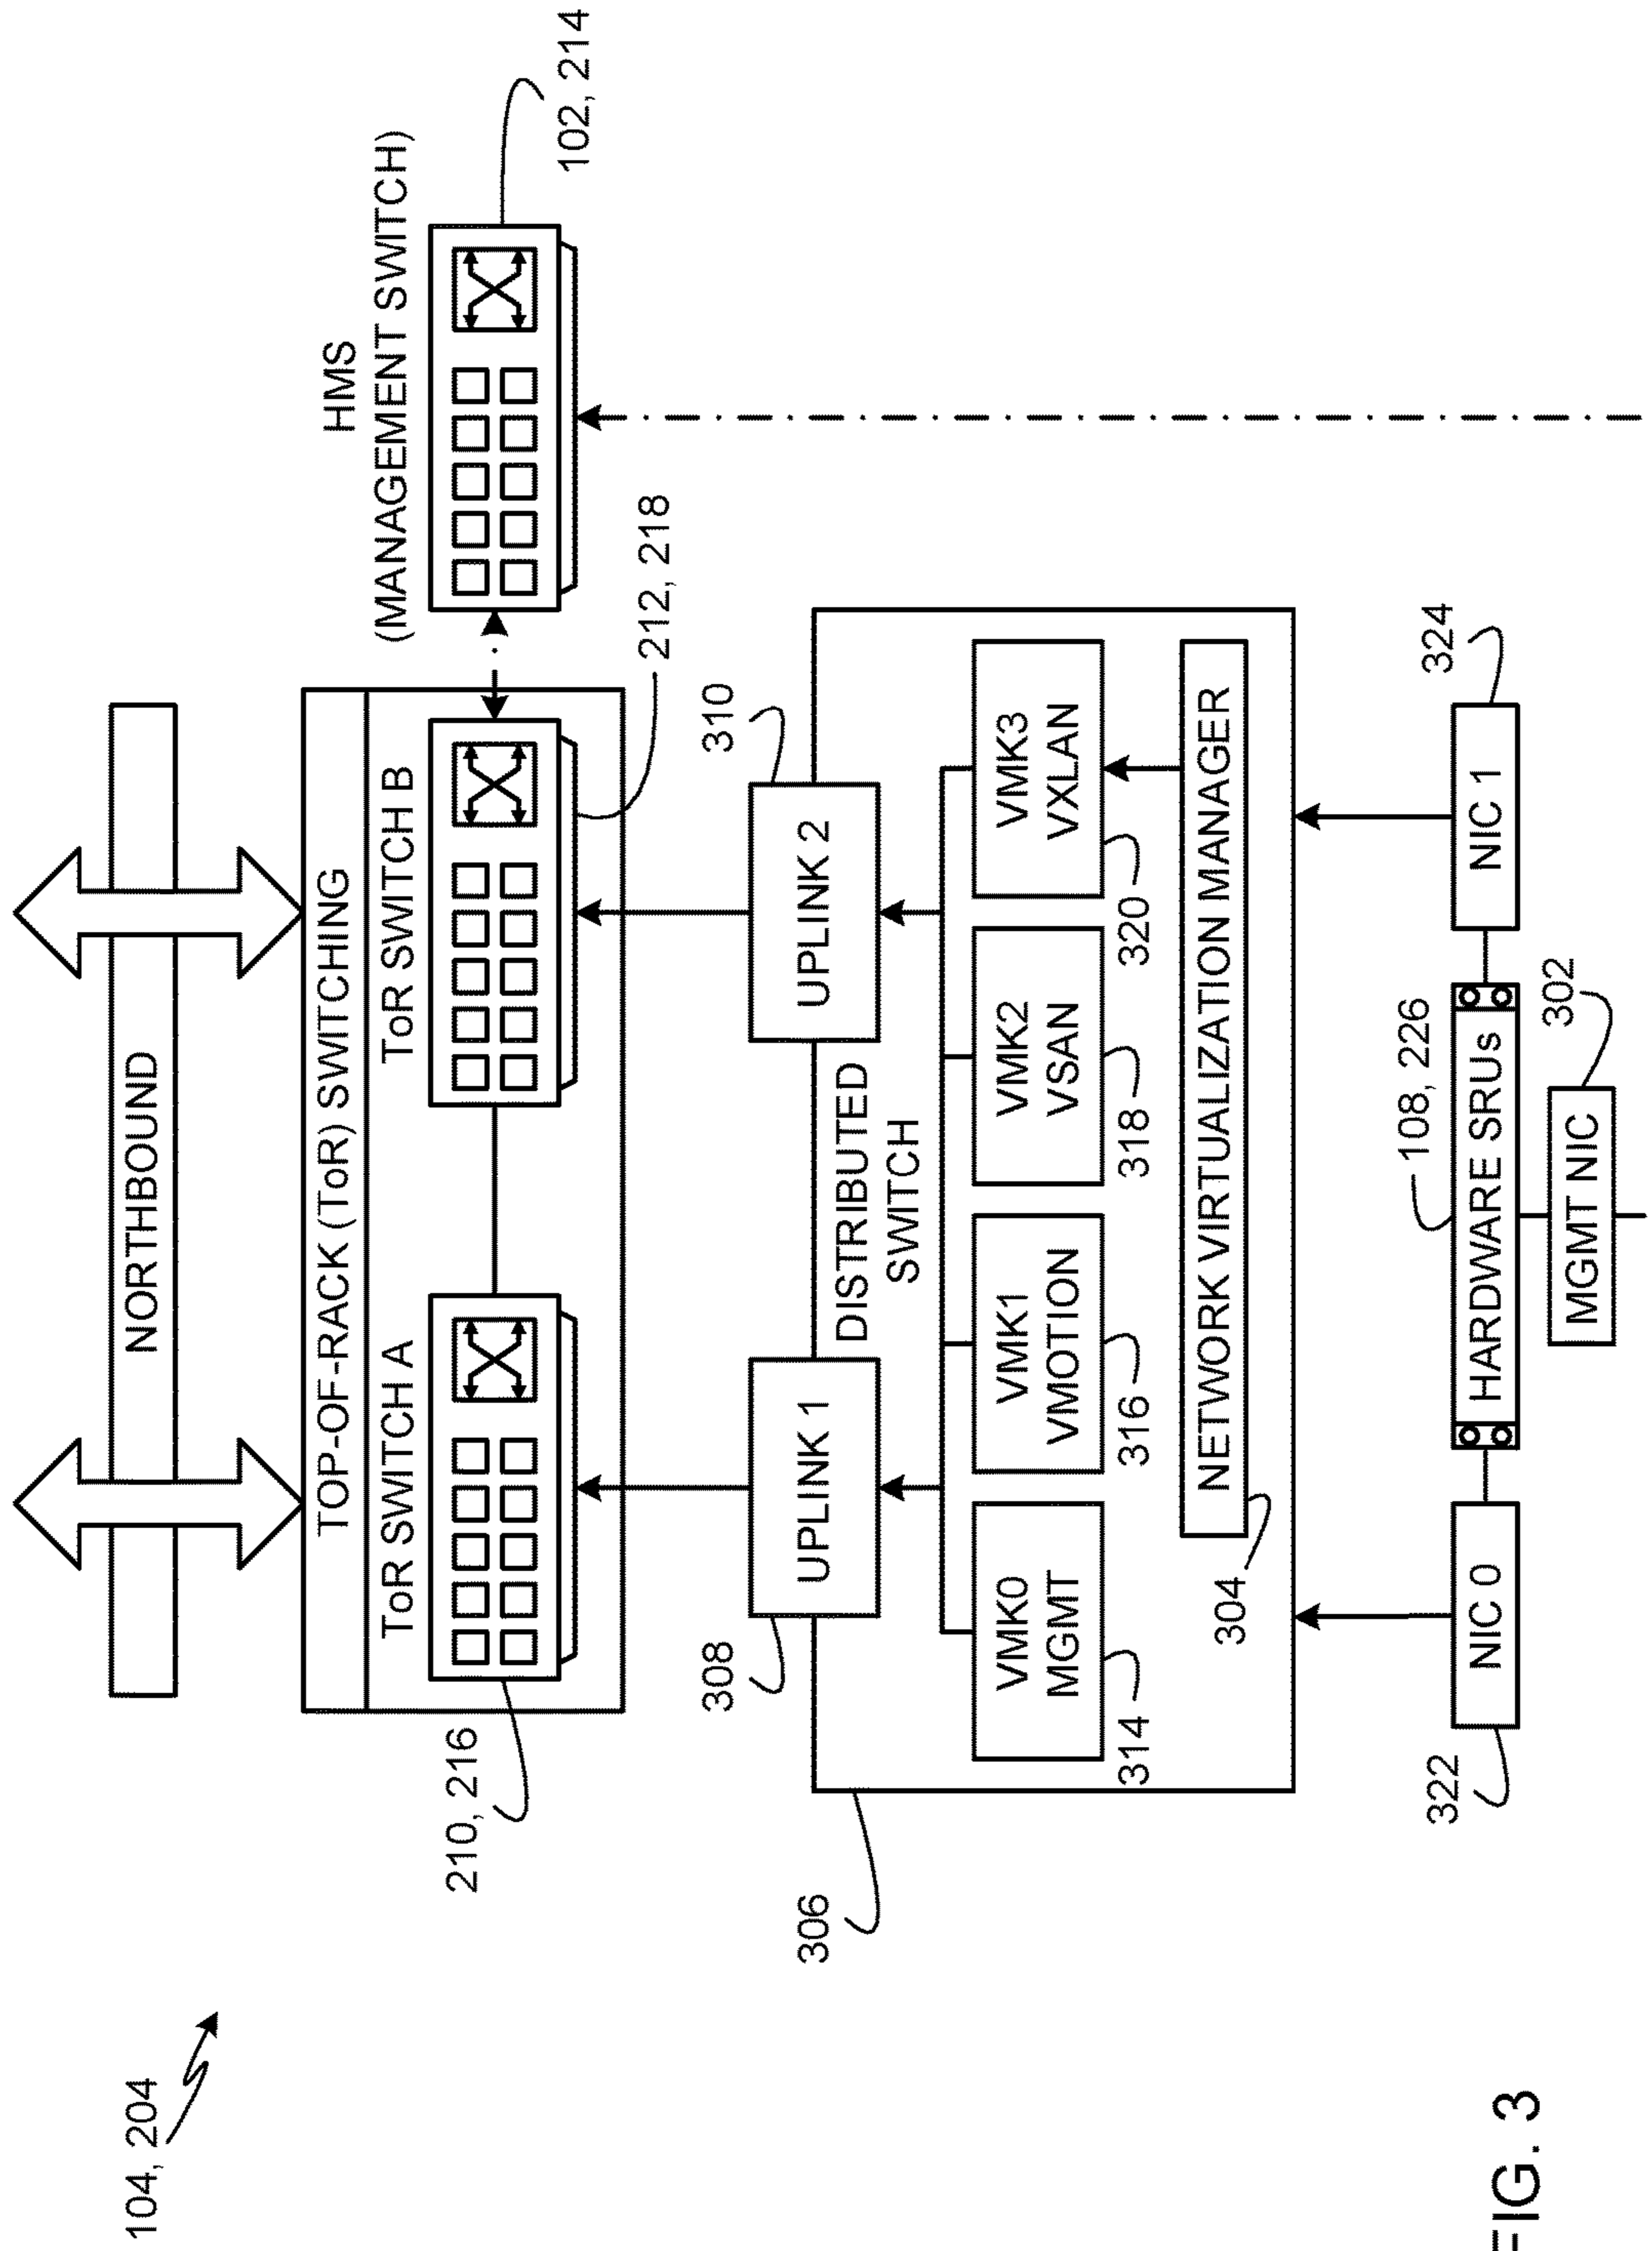 104, 204
NORTHBOUND
TOP-OF-RACK (ToR) SWITCHING
ToR SWITCH A
ToR SWITCH B
HMS
(MANAGEMENT SWITCH)
210, 216
212, 218
102, 214
308
310
UPLINK 1
UPLINK 2
306
DISTRIBUTED
SWITCH
VMK0
MGMT
VMK1
VMOTION
VMK2
VSAN
VMK3
VXLAN
314
316
318
320
NETWORK VIRTUALIZATION MANAGER
304
322
108, 226
324
NIC 0
HARDWARE SRUs
NIC 1
302
MGMT NIC
FIG. 3